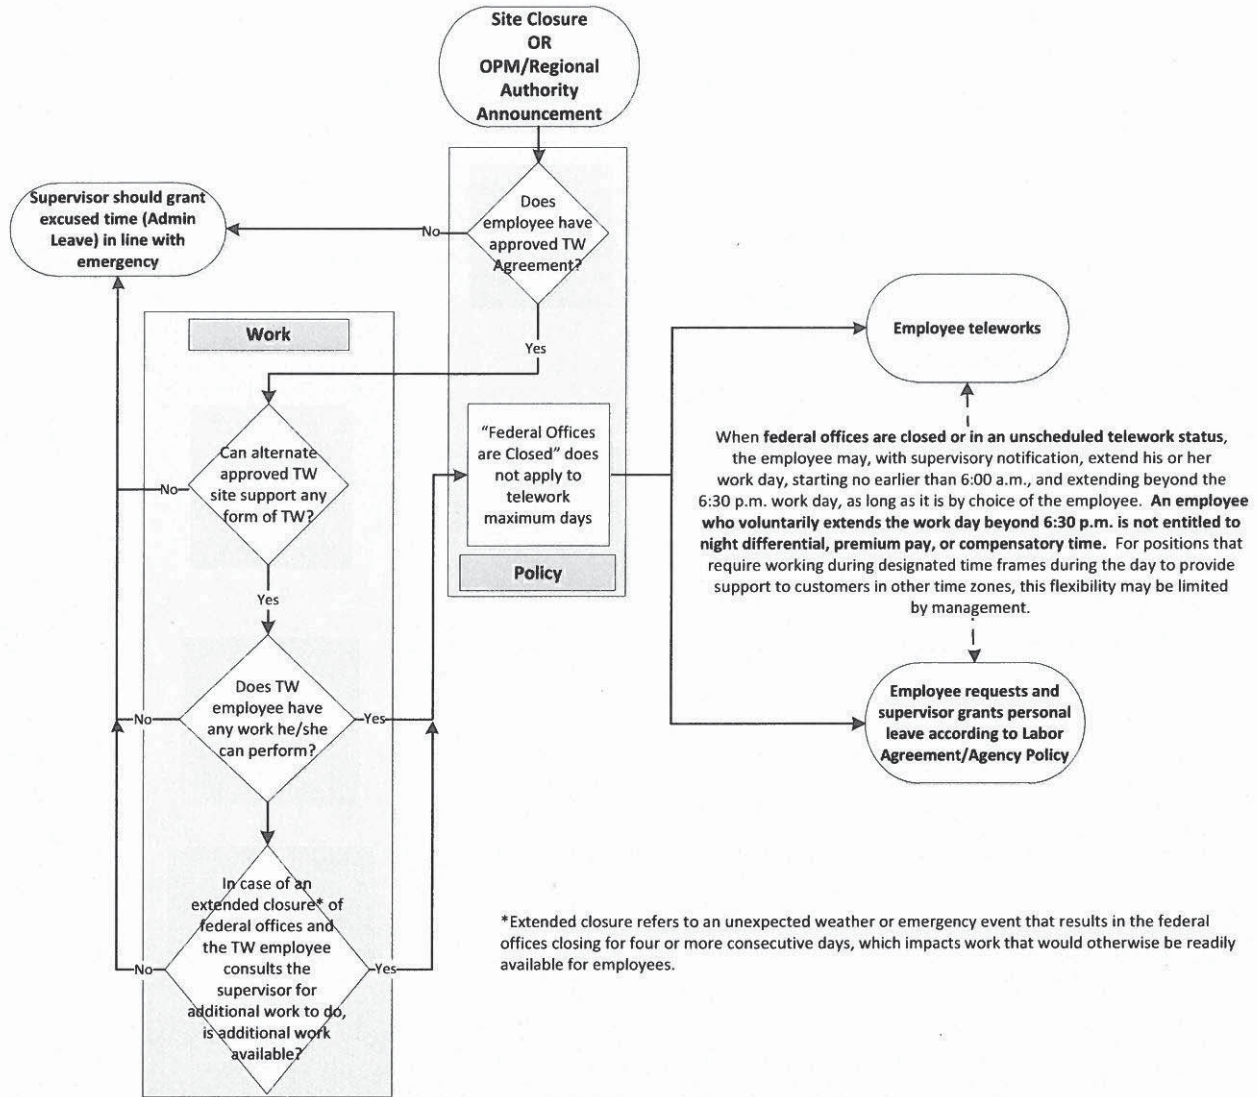 Site Closure
OR
OPM/Regional
Authority
Announcement
Supervisor should grant
excused time (Admin
Leave) in line with
emergency
No
Does
employee have
approved TW
Agreement?
Yes
Work
Can alternate
approved TW
site support any
form of TW?
No
Yes
"Federal Offices
are Closed" does
not apply to
telework
maximum days
Policy
Employee teleworks
When federal offices are closed or in an unscheduled telework status,
the employee may, with supervisory notification, extend his or her
work day, starting no earlier than 6:00 a.m., and extending beyond the
6:30 p.m. work day, as long as it is by choice of the employee. An employee
who voluntarily extends the work day beyond 6:30 p.m. is not entitled to
night differential, premium pay, or compensatory time. For positions that
require working during designated time frames during the day to provide
support to customers in other time zones, this flexibility may be limited
by management.
Employee requests and
supervisor grants personal
leave according to Labor
Agreement/Agency Policy
No
Does TW
employee have
any work he/she
can perform?
Yes
In case of an
extended closure* of
federal offices and
the TW employee
consults the
supervisor for
additional work to do,
is additional work
available?
No
Yes
*Extended closure refers to an unexpected weather or emergency event that results in the federal
offices closing for four or more consecutive days, which impacts work that would otherwise be readily
available for employees.